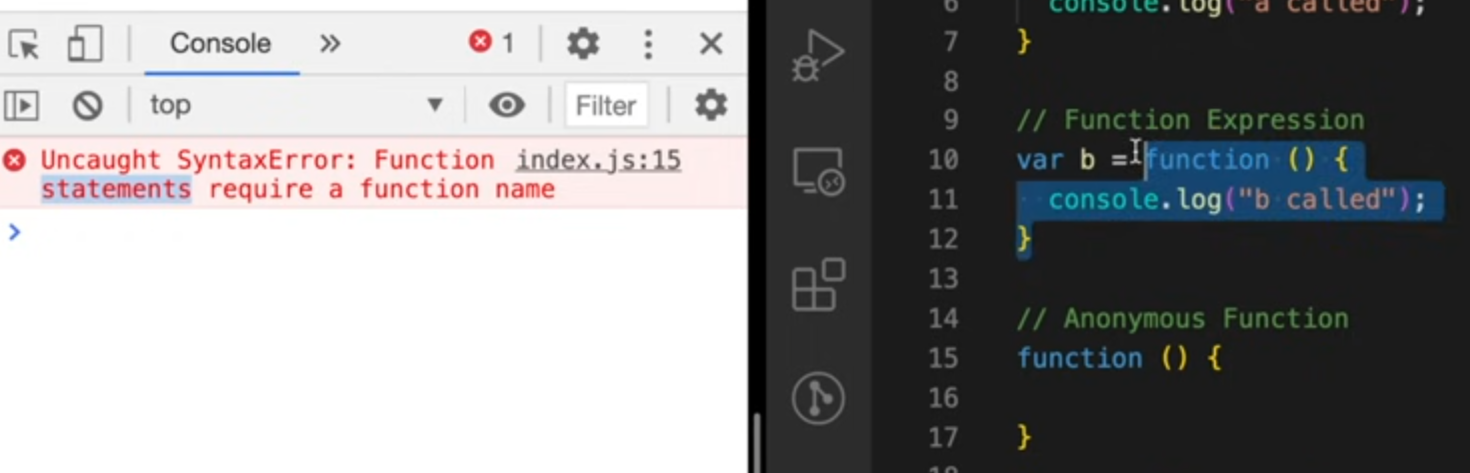 Console
1
top
Filter
Uncaught SyntaxError: Function index.js:15
statements require a function name
6 console.log("a called");
7 }
8
9 // Function Expression
10 var b = function () {
11 console.log("b called");
12 }
13
14 // Anonymous Function
15 function () {
16
17 }